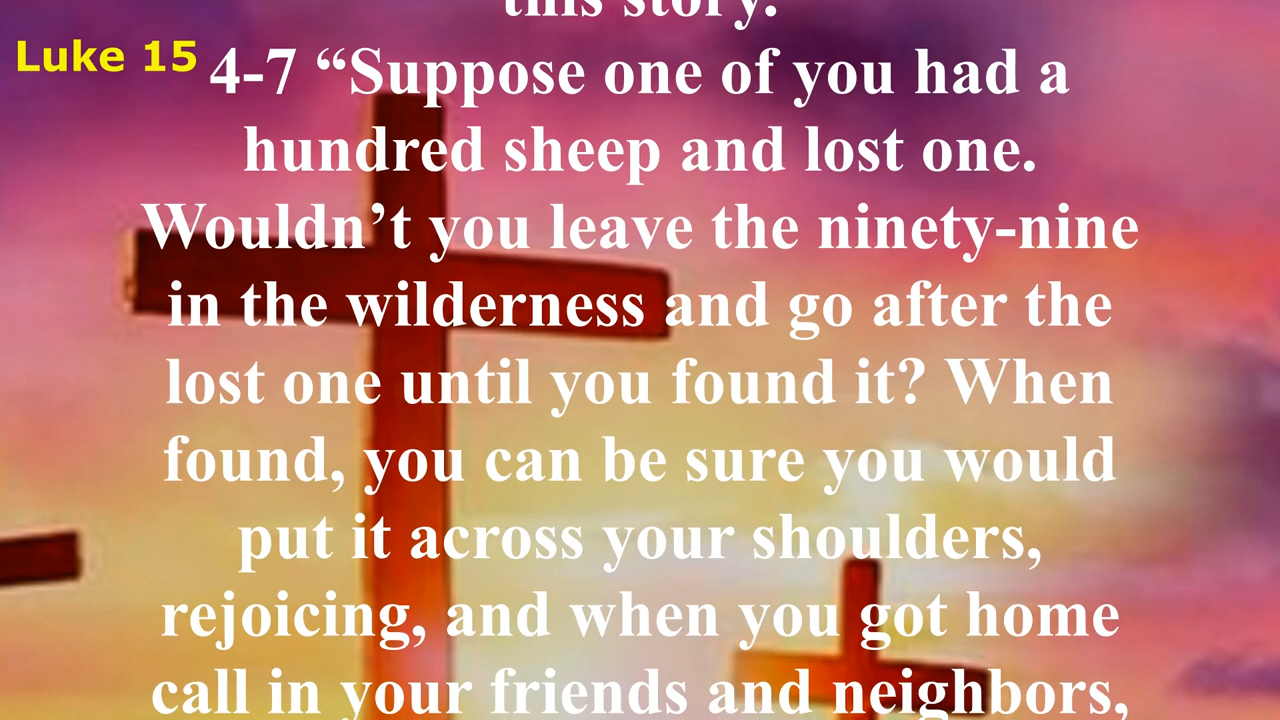 this story.
Luke 15
4-7 “Suppose one of you had a
hundred sheep and lost one.
Wouldn’t you leave the ninety-nine
in the wilderness and go after the
lost one until you found it? When
found, you can be sure you would
put it across your shoulders,
rejoicing, and when you got home
call in your friends and neighbors,